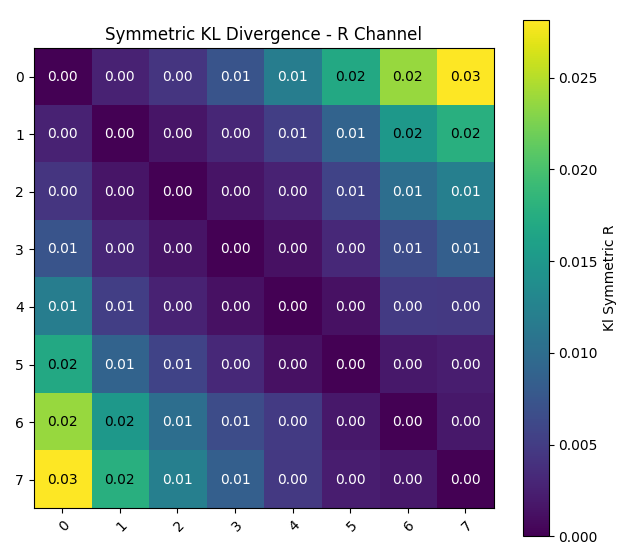 Symmetric KL Divergence - R Channel
0 0.00 0.00 0.00 0.01 0.01 0.02 0.02 0.03
1 0.00 0.00 0.00 0.00 0.01 0.01 0.02 0.02
2 0.00 0.00 0.00 0.00 0.00 0.01 0.01 0.01
3 0.01 0.00 0.00 0.00 0.00 0.00 0.01 0.01
4 0.01 0.01 0.00 0.00 0.00 0.00 0.00 0.00
5 0.02 0.01 0.01 0.00 0.00 0.00 0.00 0.00
6 0.02 0.02 0.01 0.01 0.00 0.00 0.00 0.00
7 0.03 0.02 0.01 0.01 0.00 0.00 0.00 0.00
0 1 2 3 4 5 6 7
0.025
0.020
0.015
0.010
0.005
0.000
Kl Symmetric R